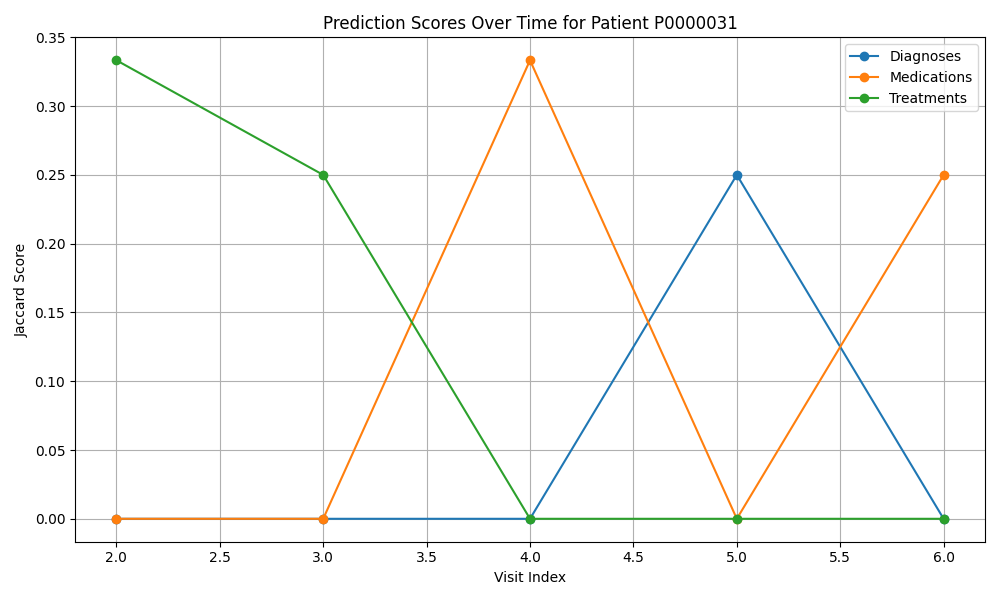 Prediction Scores Over Time for Patient P0000031
Diagnoses
Medications
Treatments
Jaccard Score
0.35
0.30
0.25
0.20
0.15
0.10
0.05
0.00
2.0 2.5 3.0 3.5 4.0 4.5 5.0 5.5 6.0
Visit Index